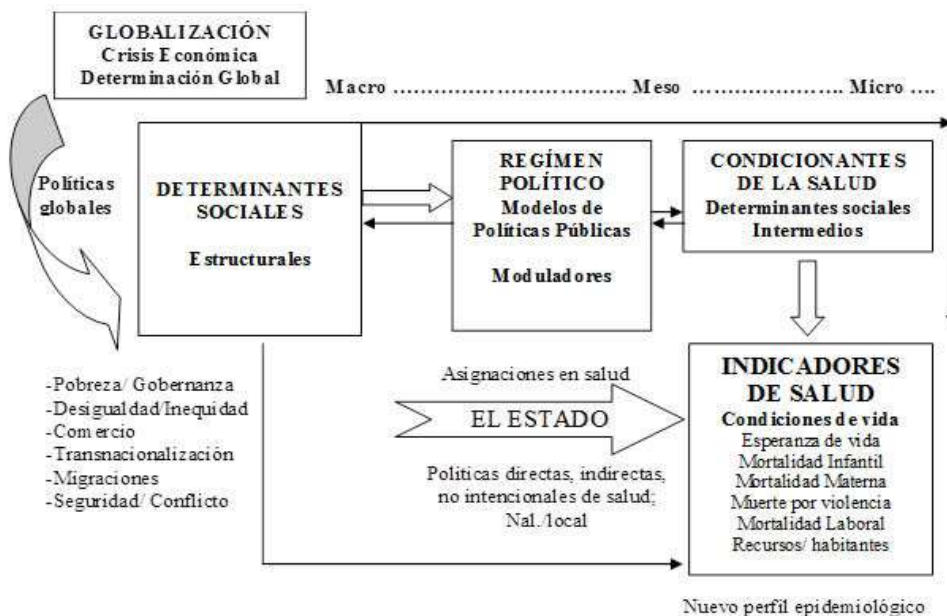 GLOBALIZACIÓN
Crisis Económica
Determinación Global
Macro ................................. Meso ...................... Micro ....
Políticas
globales
DETERMINANTES
SOCIALES
Estructurales
REGÍMEN
POLÍTICO
Modelos de
Políticas Públicas
Moduladores
CONDICIONANTES
DE LA SALUD
Determinantes sociales
Intermedios
-Pobreza/ Gobernanza
-Desigualdad/Inequidad
-Comercio
-Transnacionalización
-Migraciones
-Seguridad/ Conflicto
Asignaciones en salud
EL ESTADO
Políticas directas, indirectas,
no intencionales de salud;
Nal./local
INDICADORES
DE SALUD
Condiciones de vida
Esperanza de vida
Mortalidad Infantil
Mortalidad Materna
Muerte por violencia
Mortalidad Laboral
Recursos/ habitantes
Nuevo perfil epidemiológico